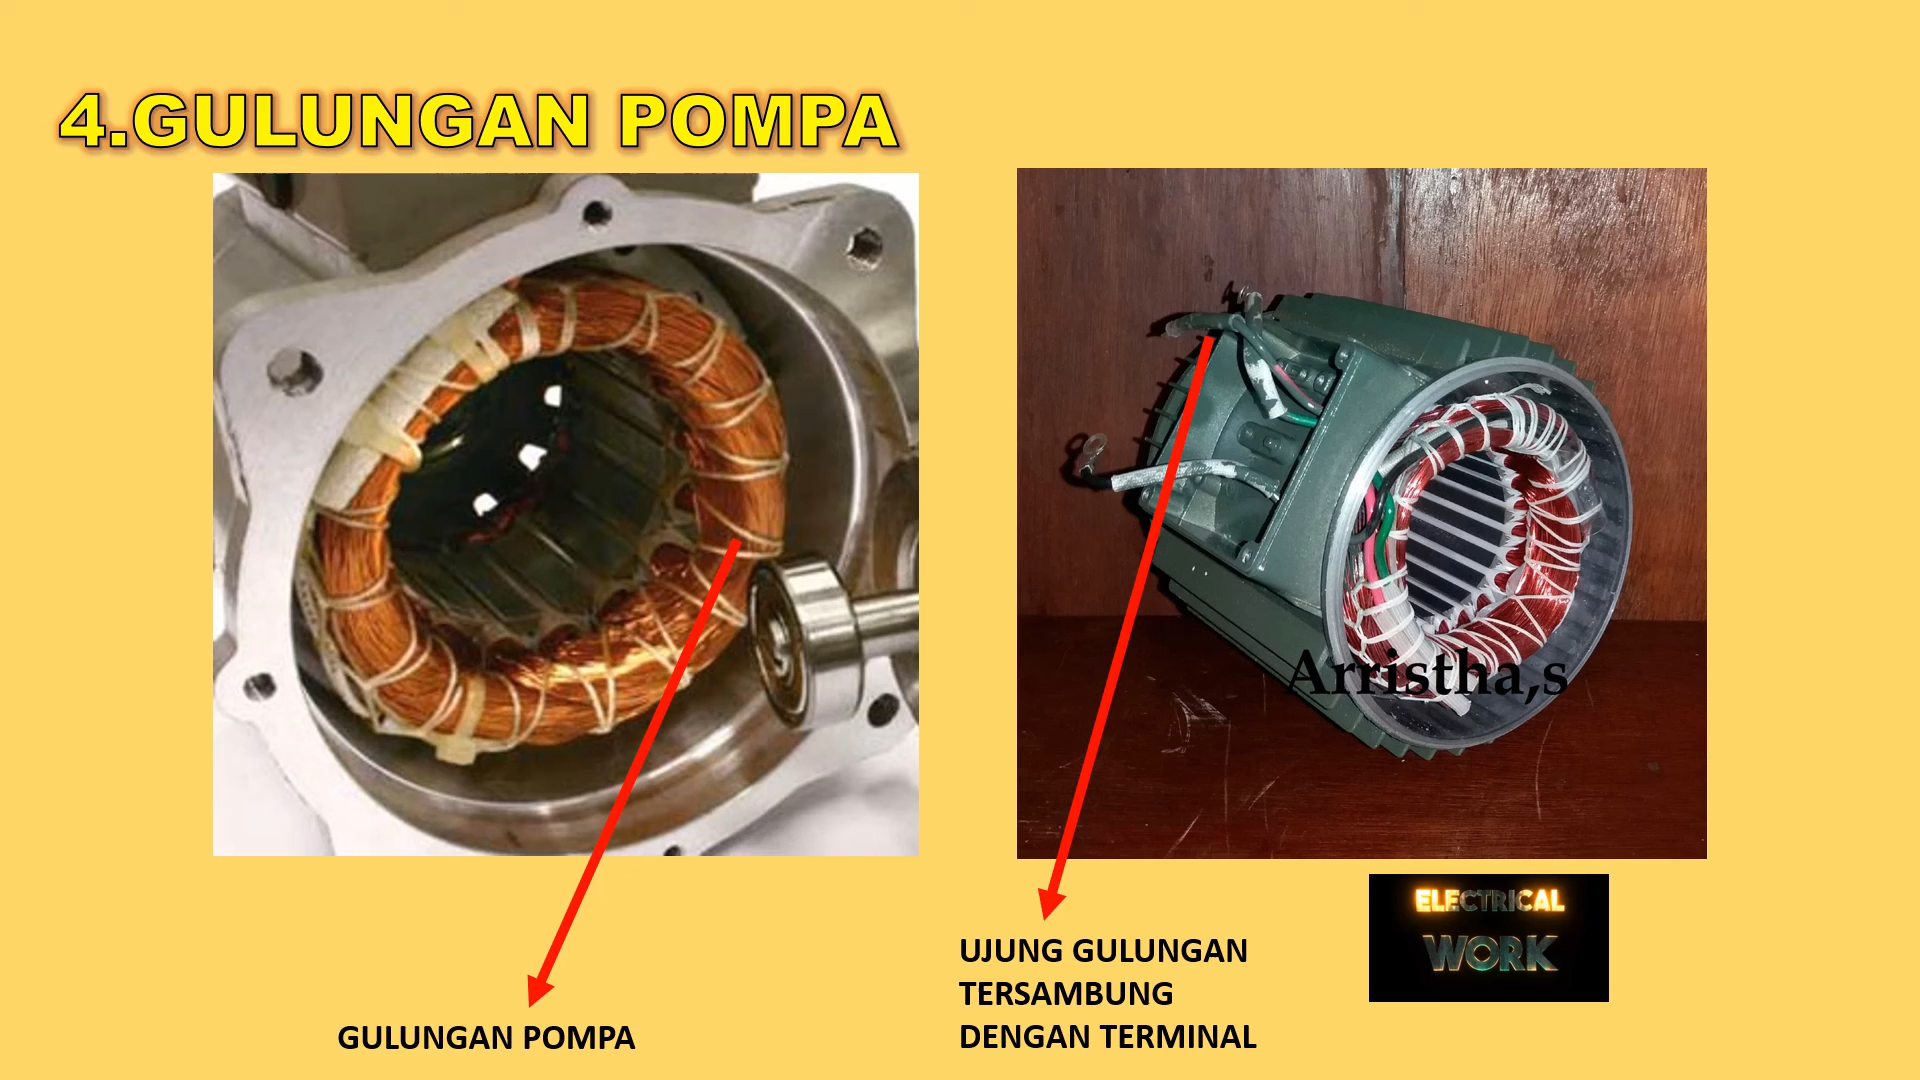 4.GULUNGAN POMPA
Arristha,s
GULUNGAN POMPA
UJUNG GULUNGAN
TERSAMBUNG
DENGAN TERMINAL
ELECTRICAL
WORK